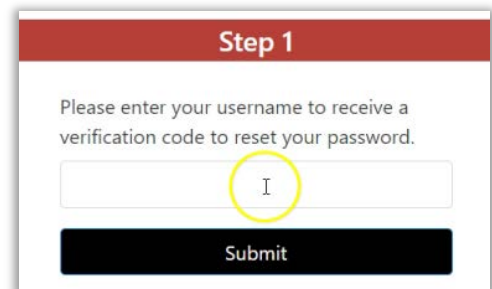 Step 1
Please enter your username to receive a
verification code to reset your password.
Submit